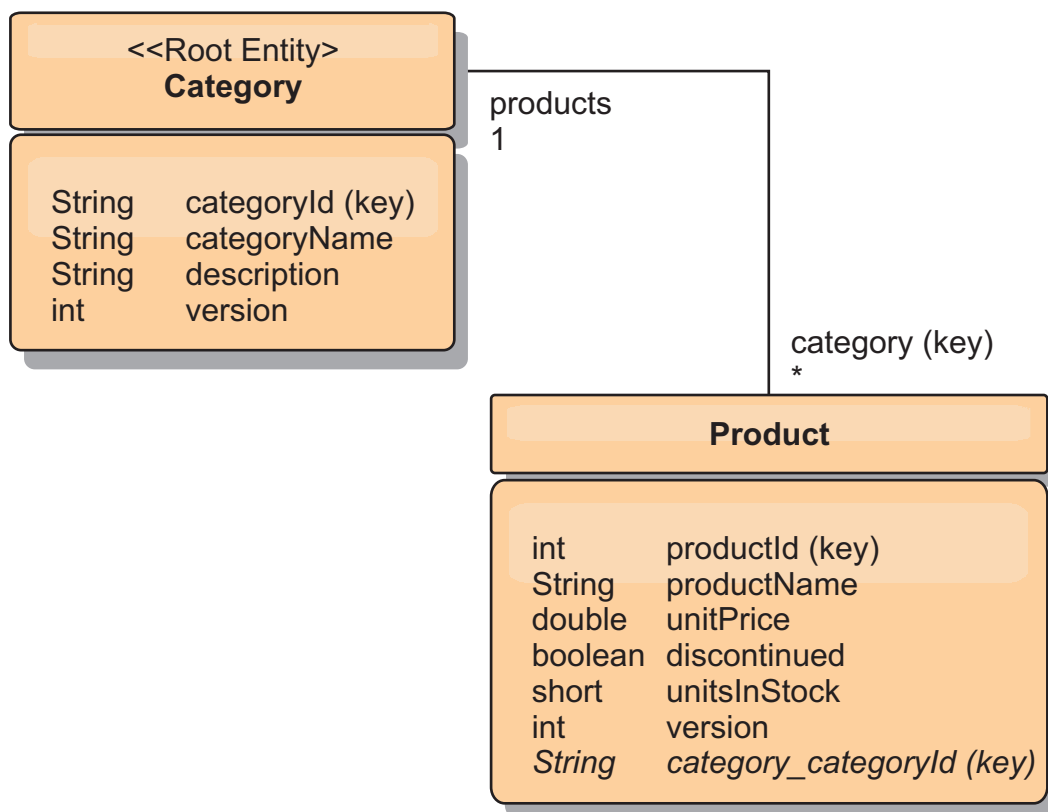 <<Root Entity>
Category
products
1
String categoryId (key)
String categoryName
String description
int version
category (key)
*
Product
int productId (key)
String productName
double unitPrice
boolean discontinued
short unitsInStock
int version
String category_categoryId (key)